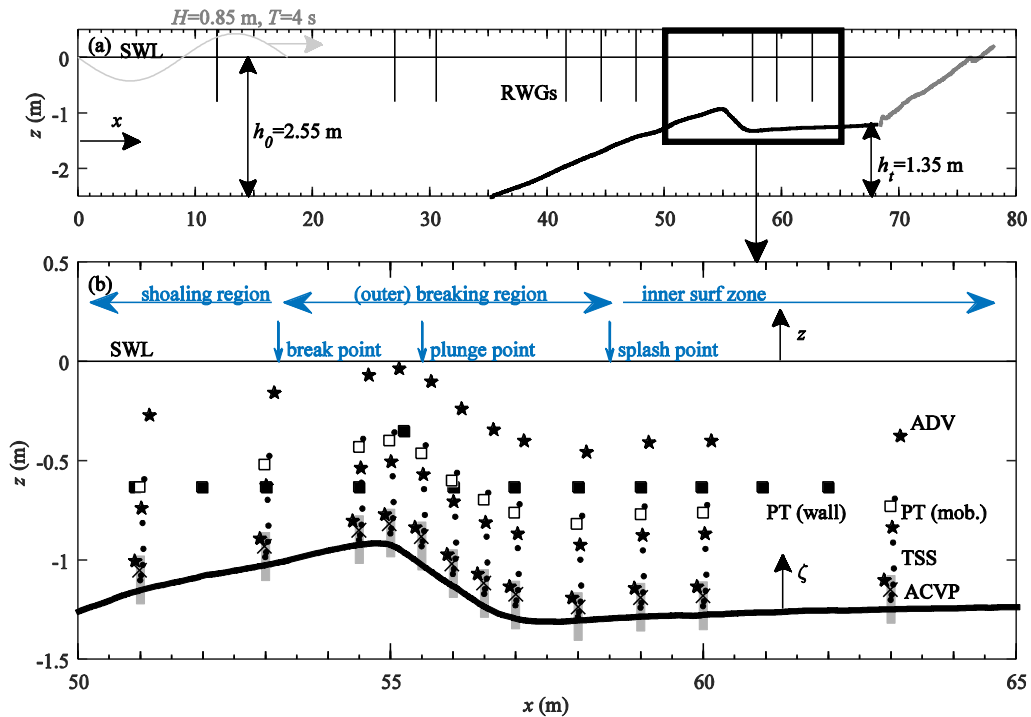 H=0.85 m, T=4 s
(a)
SWL
RWGs
x
h0=2.55 m
ht=1.35 m
z (m)
0
-1
-2
0 10 20 30 40 50 60 70 80
(b)
shoaling region
(outer) breaking region
inner surf zone
break point
plunge point
splash point
z
SWL
ADV
PT (wall)
PT (mob.)
TSS
ζ
ACVP
z (m)
0.5
0
-0.5
-1
-1.5
50 55 60 65
x (m)